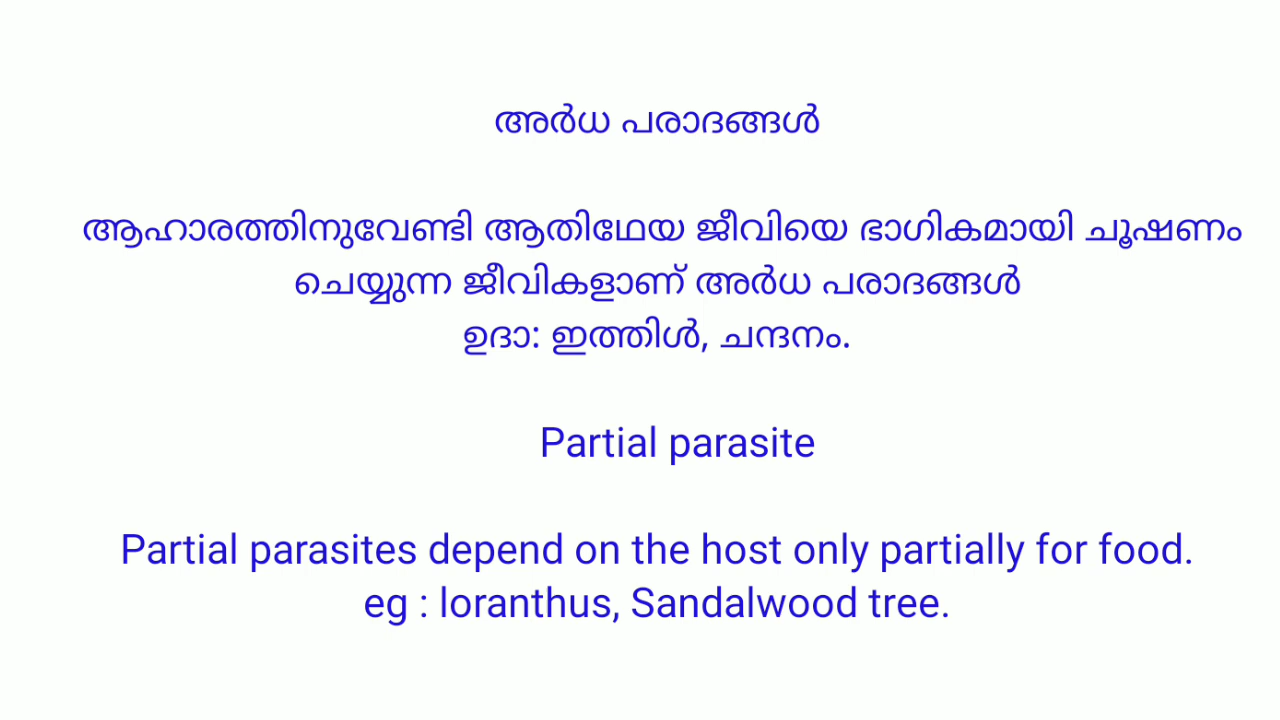 അർധ പരാദങ്ങൾ
ആഹാരത്തിനുവേണ്ടി ആതിഥേയ ജീവിയെ ഭാഗികമായി ചൂഷണം
ചെയ്യുന്ന ജീവികളാണ് അർധ പരാദങ്ങൾ
ഉദാ: ഇത്തിൾ, ചന്ദനം.
Partial parasite
Partial parasites depend on the host only partially for food.
eg : loranthus, Sandalwood tree.